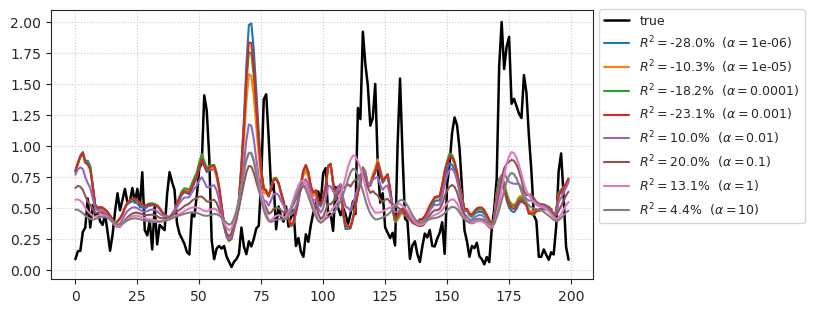 2.00
1.75
1.50
1.25
1.00
0.75
0.50
0.25
0.00
0 25 50 75 100 125 150 175 200
true
R² = -28.0% (α = 1e-06)
R² = -10.3% (α = 1e-05)
R² = -18.2% (α = 0.0001)
R² = -23.1% (α = 0.001)
R² = 10.0% (α = 0.01)
R² = 20.0% (α = 0.1)
R² = 13.1% (α = 1)
R² = 4.4% (α = 10)